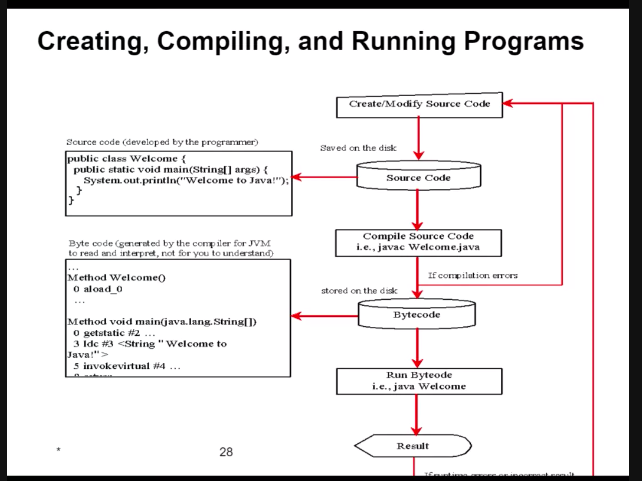 Creating, Compiling, and Running Programs
Create/Modify Source Code
Source code (developed by the programmer)
Saved on the disk
public class Welcome {
public static void main(String[] args) {
System.out.println("Welcome to Java!");
}
}
Source Code
Compile Source Code
i.e., javac Welcome.java
Byte code (generated by the compiler for JVM
to read and interpret, not for you to understand)
If compilation errors
stored on the disk
…
Method Welcome()
0 aload_0
…
Method void main(java.lang.String[])
0 getstatic #2 …
3 ldc #3 <String "Welcome to
Java!">
5 invokevirtual #4 …
Bytecode
Run Byteode
i.e., java Welcome
Result
If runtime errors or incorrect result
*
28